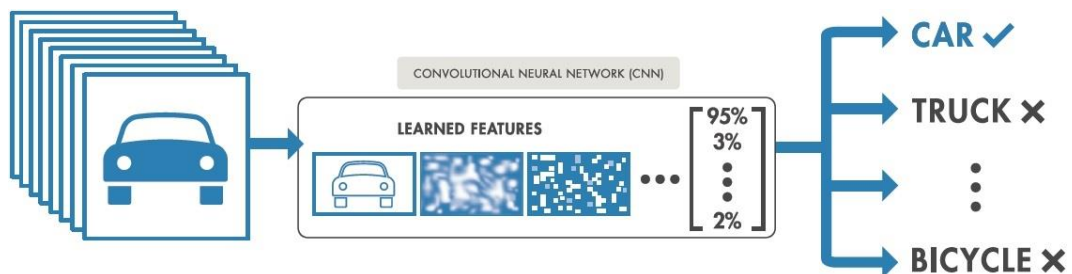 CONVOLUTIONAL NEURAL NETWORK (CNN)
LEARNED FEATURES
95%
3%
2%
CAR
TRUCK
BICYCLE